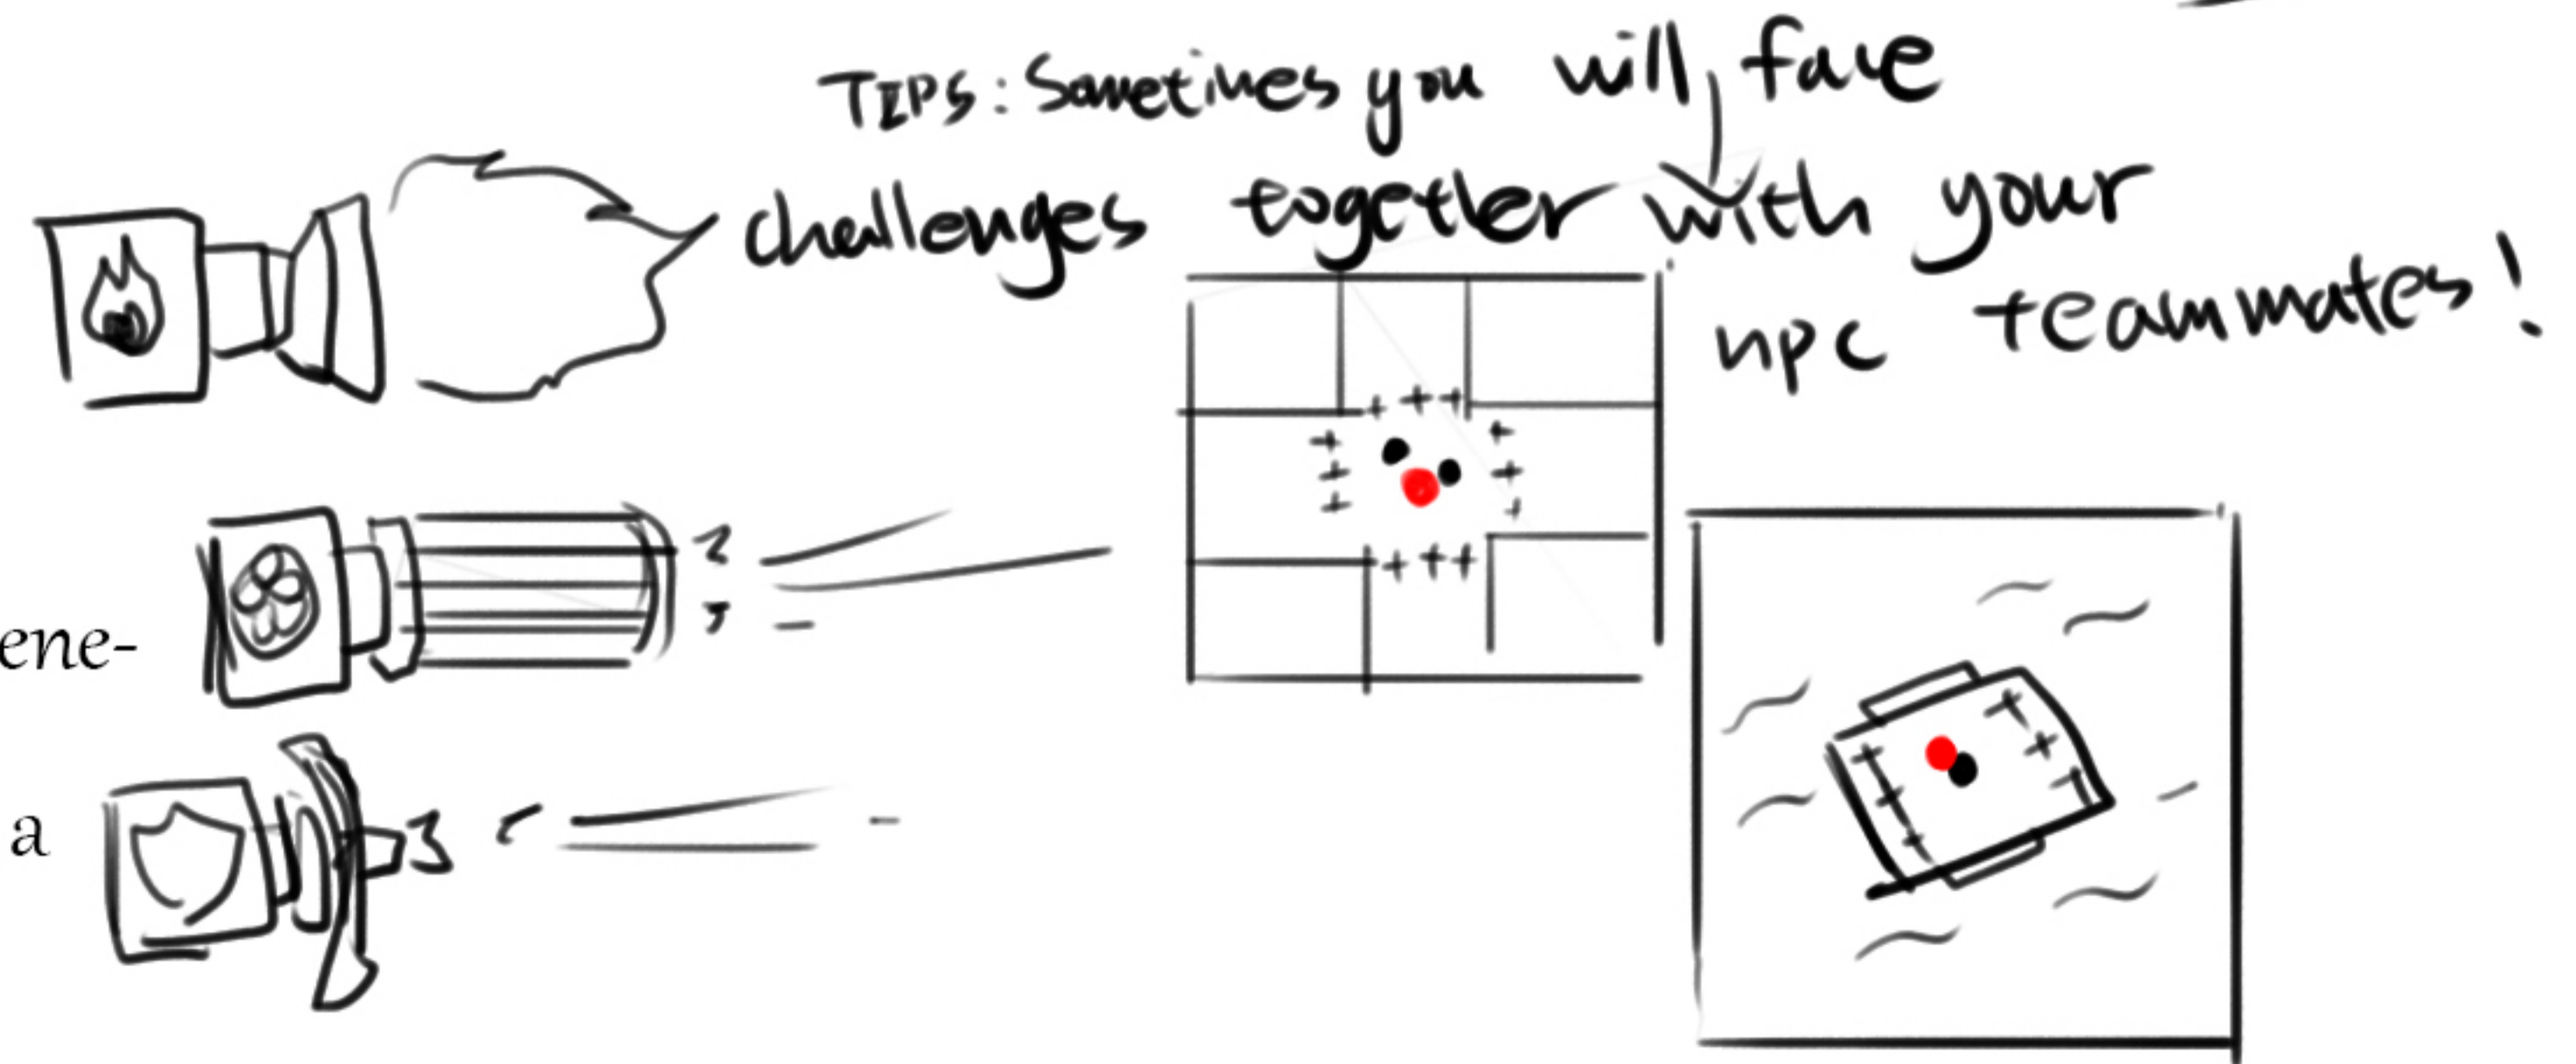 TIPS: Sometimes you will face
challenges together with your
npc teammates!
ene-
a